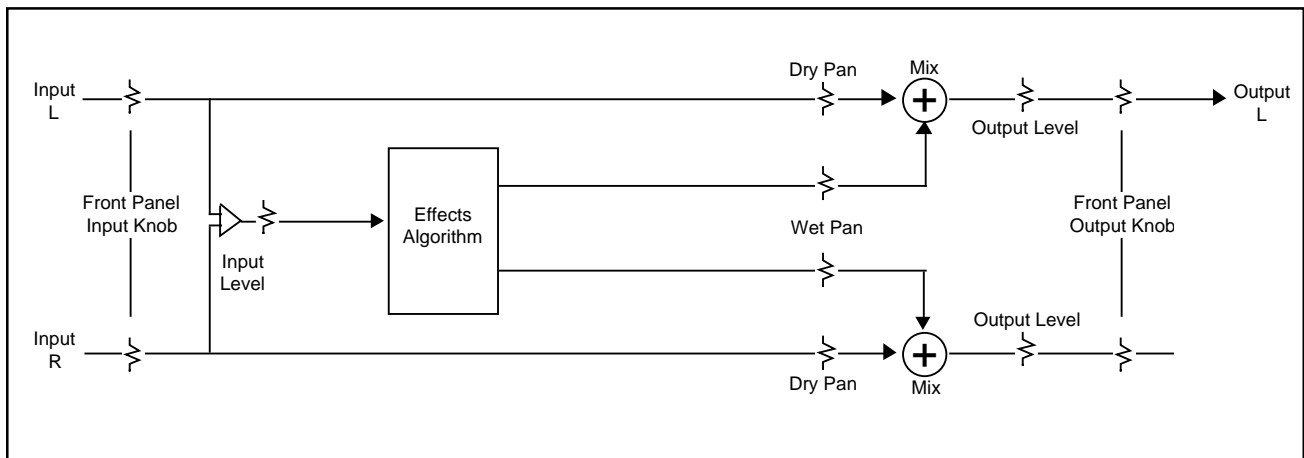 Input
L
Dry Pan
Mix
+
Output Level
Output
L
Front Panel
Input Knob
Input
Level
Effects
Algorithm
Wet Pan
Front Panel
Output Knob
Input
R
Dry Pan
+
Mix
Output Level